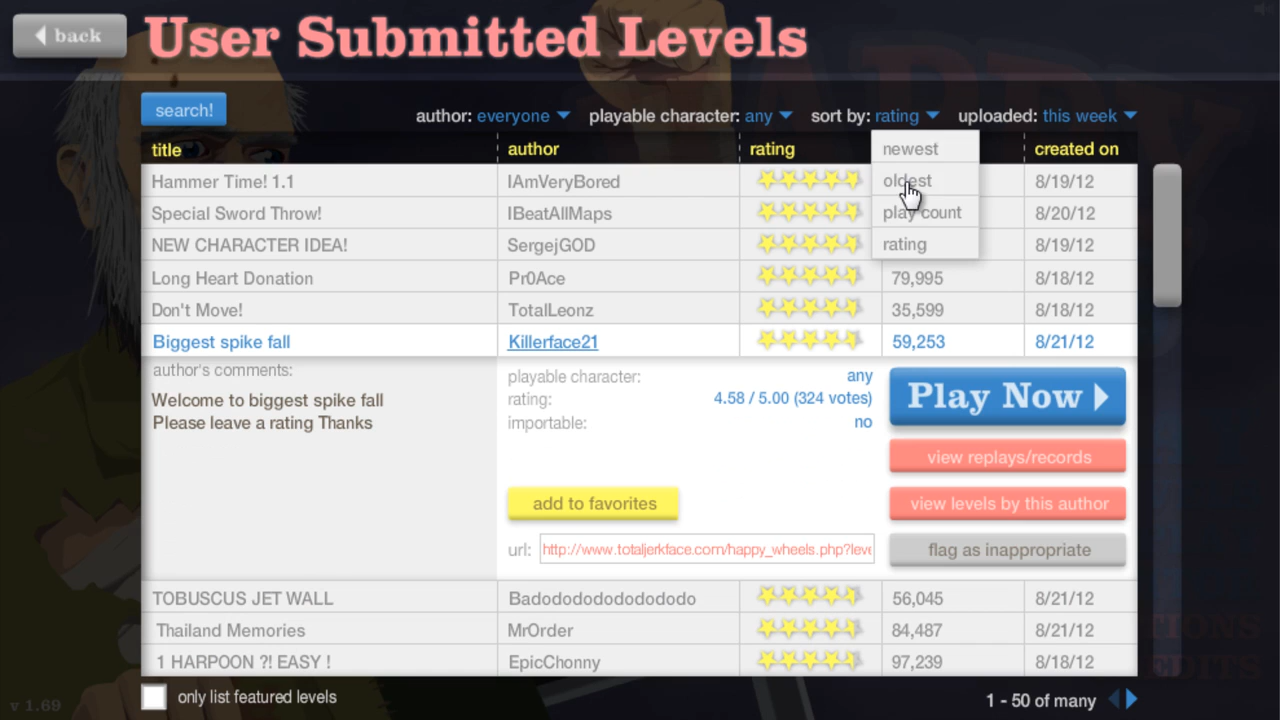 back
User Submitted Levels
search!
author: everyone playable character: any sort by: rating uploaded: this week
title author rating created on
newest
oldest
play count
rating
Hammer Time! 1.1 IAmVeryBored 8/19/12
Special Sword Throw! IBeatAllMaps 8/20/12
NEW CHARACTER IDEA! SergejGOD 8/19/12
Long Heart Donation Pr0Ace 79,995 8/18/12
Don't Move! TotalLeonz 35,599 8/18/12
Biggest spike fall Killerface21 59,253 8/21/12
author's comments:
Welcome to biggest spike fall
Please leave a rating Thanks
playable character: any
rating: 4.58 / 5.00 (324 votes)
importable: no
add to favorites
url: http://www.totaljerkface.com/happy_wheels.php?leve
Play Now
view replays/records
view levels by this author
flag as inappropriate
TOBUSCUS JET WALL Badodododododododo 56,045 8/21/12
Thailand Memories MrOrder 84,487 8/21/12
1 HARPOON ?! EASY ! EpicChonny 97,239 8/18/12
only list featured levels
1 - 50 of many
v 1.69